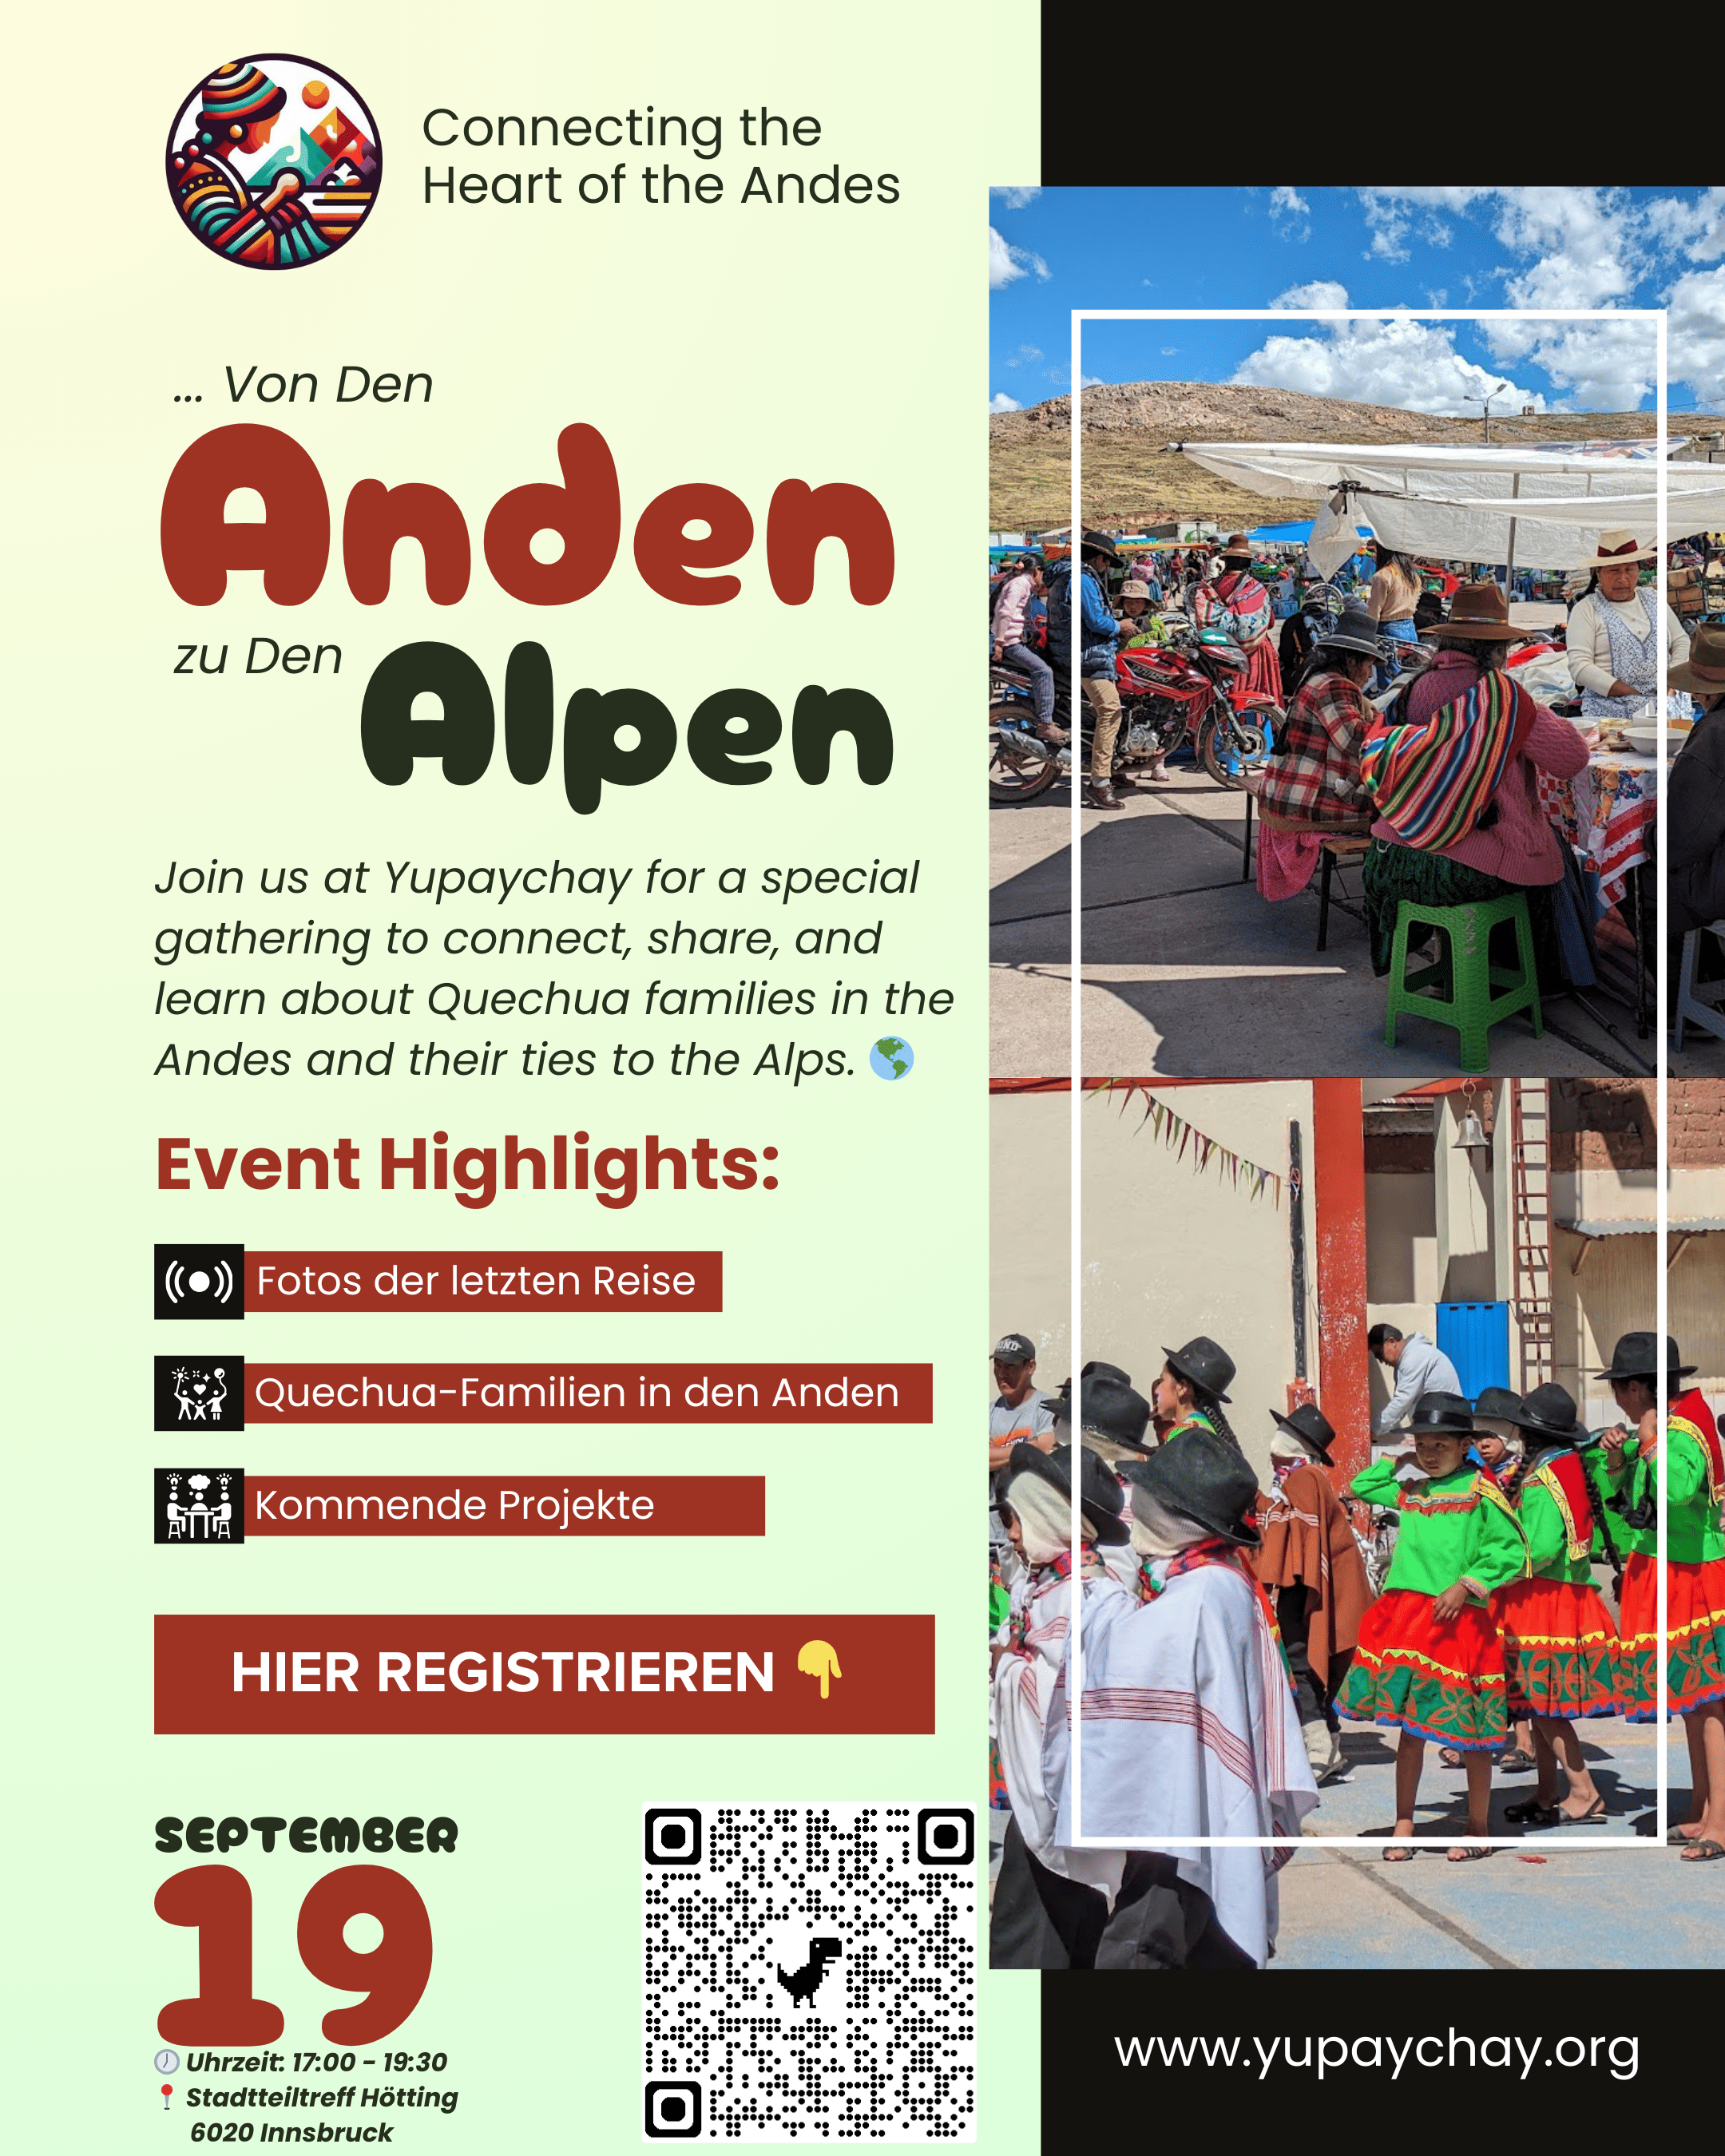 Connecting the
Heart of the Andes
... Von Den
Anden
zu Den
Alpen
Join us at Yupaychay for a special
gathering to connect, share, and
learn about Quechua families in the
Andes and their ties to the Alps. 🌎
Event Highlights:
Fotos der letzten Reise
Quechua-Familien in den Anden
Kommende Projekte
HIER REGISTRIEREN 👇
SEPTEMBER
19
🕖 Uhrzeit: 17:00 - 19:30
📍 Stadtteiltreff Hötting
6020 Innsbruck
www.yupaychay.org